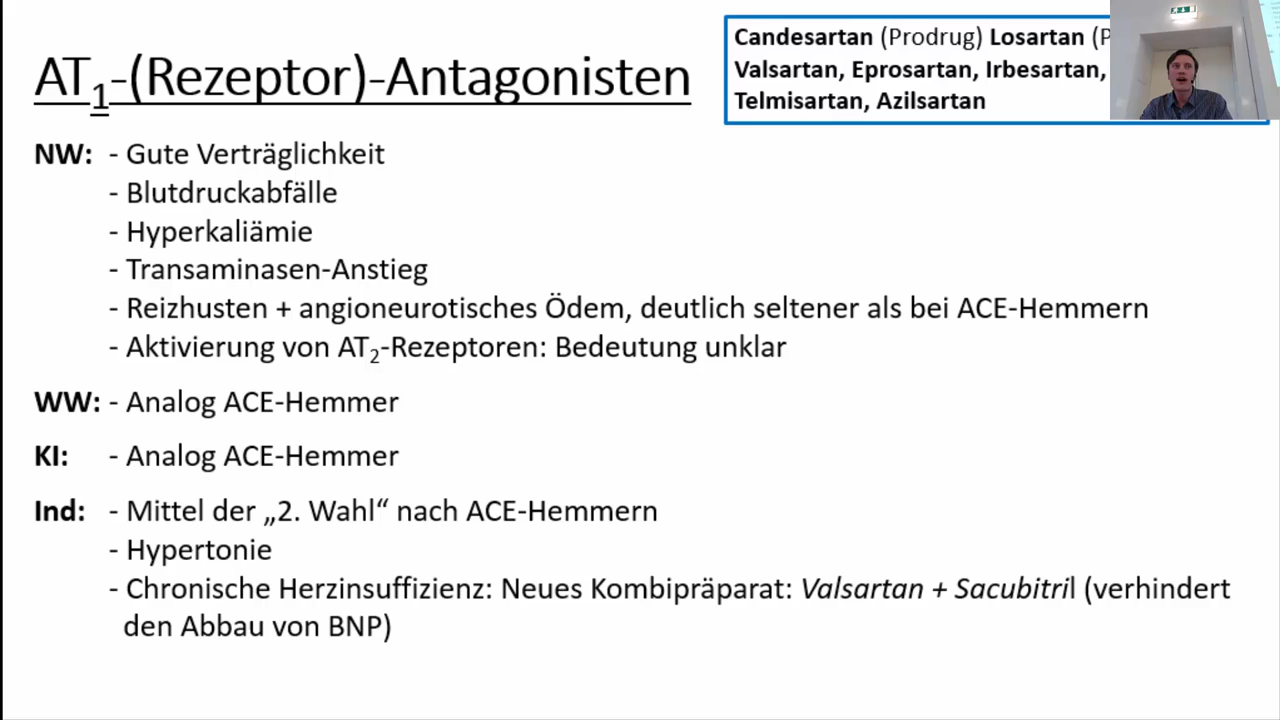 AT1-(Rezeptor)-Antagonisten
Candesartan (Prodrug) Losartan (P
Valsartan, Eprosartan, Irbesartan,
Telmisartan, Azilsartan
NW: - Gute Verträglichkeit
- Blutdruckabfälle
- Hyperkaliämie
- Transaminasen-Anstieg
- Reizhusten + angioneurotisches Ödem, deutlich seltener als bei ACE-Hemmern
- Aktivierung von AT2-Rezeptoren: Bedeutung unklar
WW: - Analog ACE-Hemmer
KI: - Analog ACE-Hemmer
Ind: - Mittel der „2. Wahl“ nach ACE-Hemmern
- Hypertonie
- Chronische Herzinsuffizienz: Neues Kombipräparat: Valsartan + Sacubitril (verhindert
den Abbau von BNP)